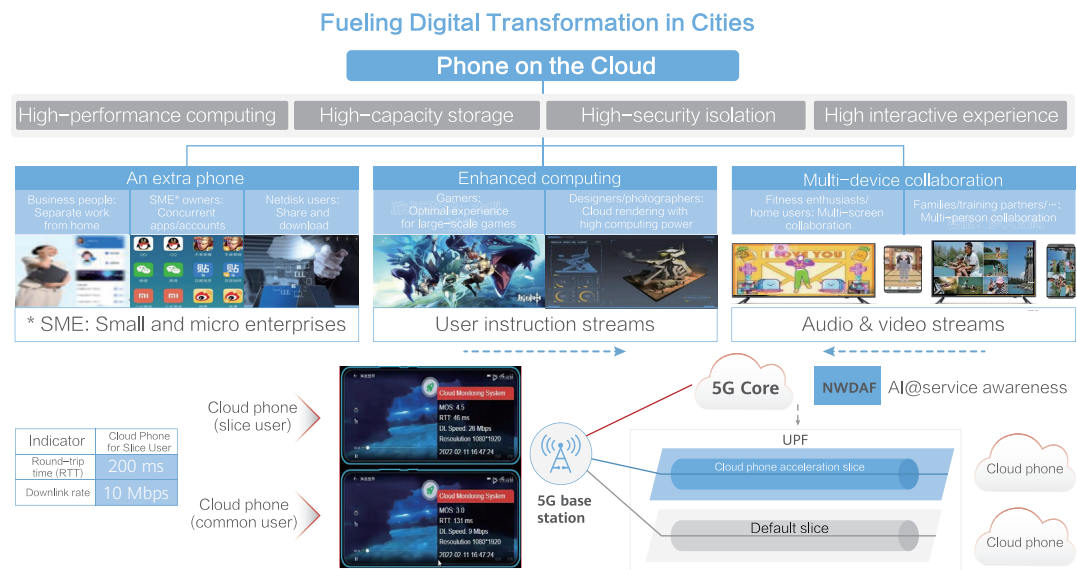 Fueling Digital Transformation in Cities
Phone on the Cloud
High-performance computing
High-capacity storage
High-security isolation
High interactive experience
An extra phone
Business people:
Separate work
from home
SME* owners:
Concurrent
apps/accounts
Netdisk users:
Share and
download
QQ
QQ
* SME: Small and micro enterprises
Enhanced computing
Gamers:
Optimal experience
for large-scale games
Designers/photographers:
Cloud rendering with
high computing power
User instruction streams
Multi-device collaboration
Fitness enthusiasts/
home users: Multi-screen
collaboration
Families/training partners/…:
Multi-person collaboration
I LOVE YOU
Audio & video streams
Indicator
Cloud Phone
for Slice User
Round-trip
time (RTT)
200 ms
Downlink rate
10 Mbps
Cloud phone
(slice user)
Cloud Monitoring System
MOS: 4.5
RTT: 46 ms
DL Speed: 26 Mbps
Resolution 1080*1920
2022-02-11 16:47:24
Cloud phone
(common user)
Cloud Monitoring System
MOS: 3.0
RTT: 131 ms
DL Speed: 9 Mbps
Resolution 1080*1920
2022-02-11 16:47:24
5G base
station
5G Core
NWDAF
AI@service awareness
UPF
Cloud phone acceleration slice
Default slice
Cloud phone
Cloud phone